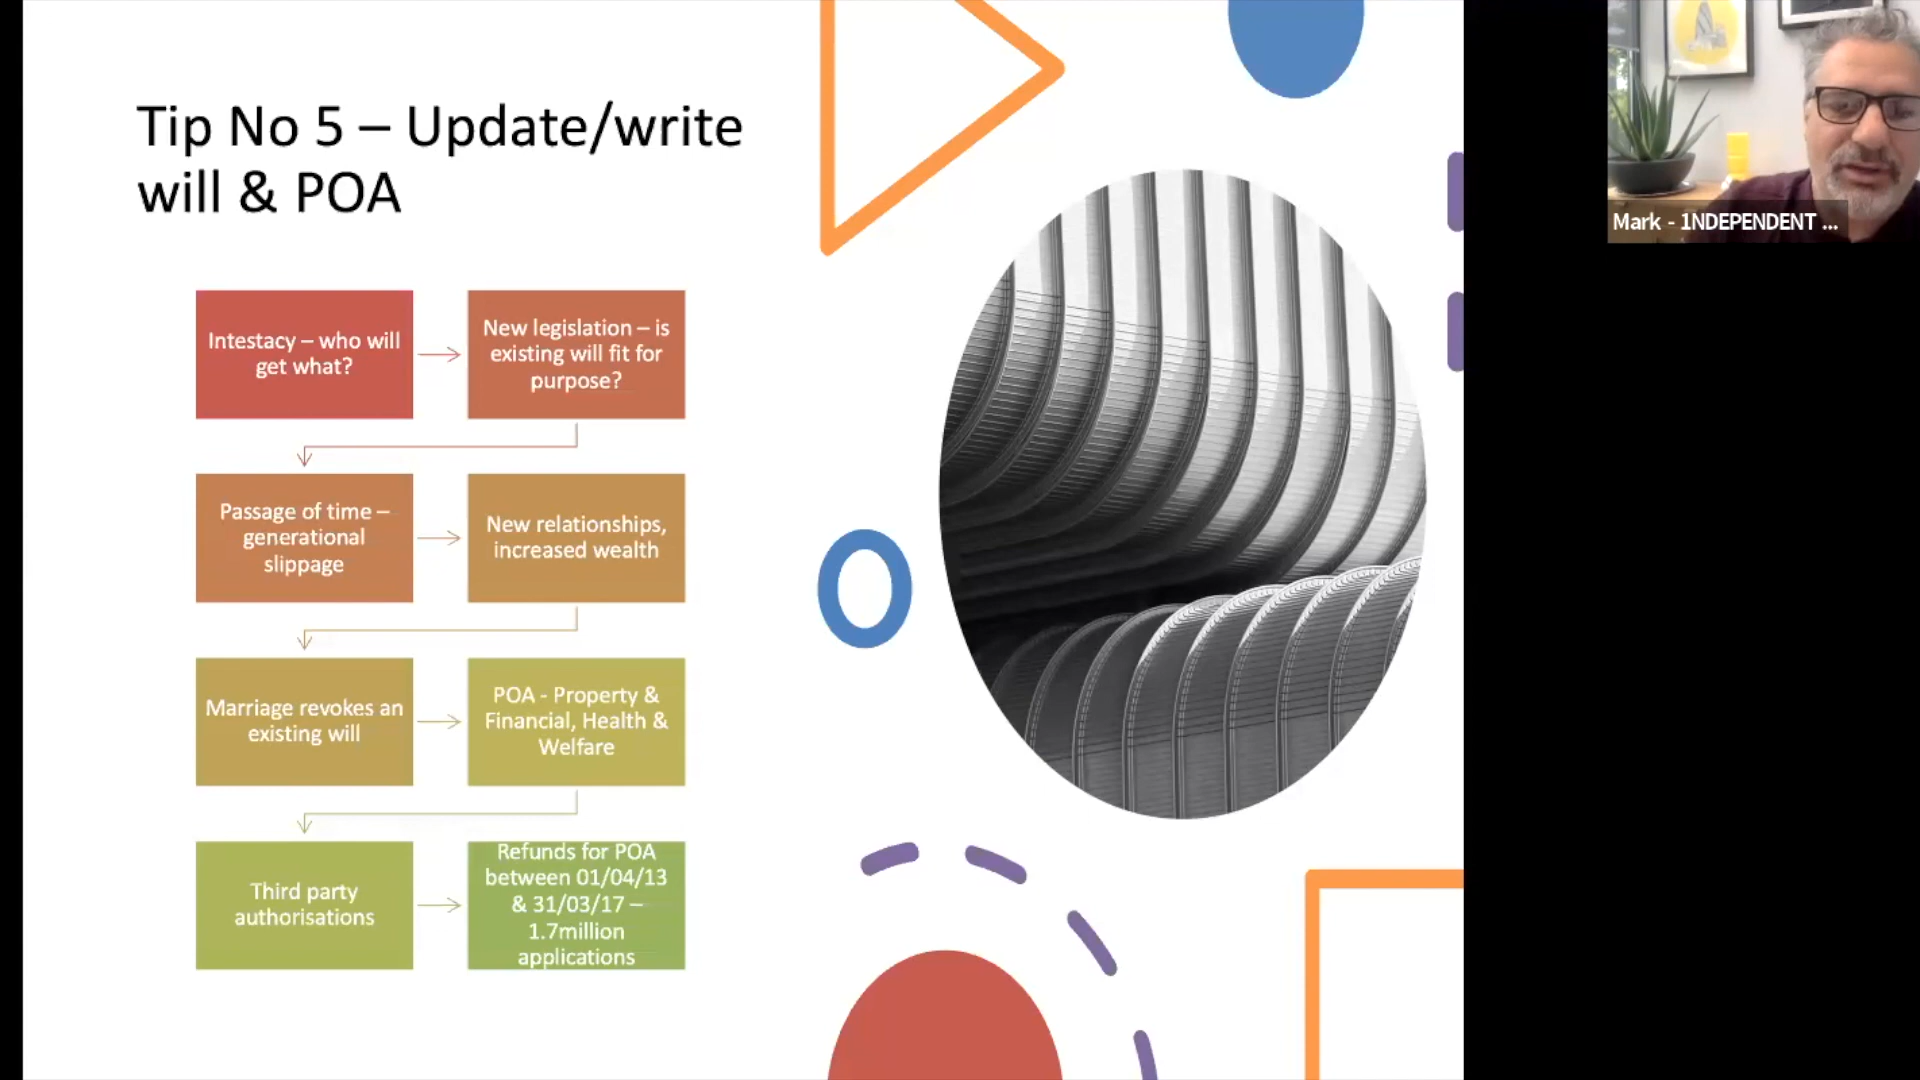 Tip No 5 – Update/write
will & POA
Intestacy – who will
get what?
New legislation – is
existing will fit for
purpose?
Passage of time –
generational
slippage
New relationships,
increased wealth
Marriage revokes an
existing will
POA - Property &
Financial, Health &
Welfare
Third party
authorisations
Refunds for POA
between 01/04/13
& 31/03/17 –
1.7million
applications
Mark - 1NDEPENDENT ...